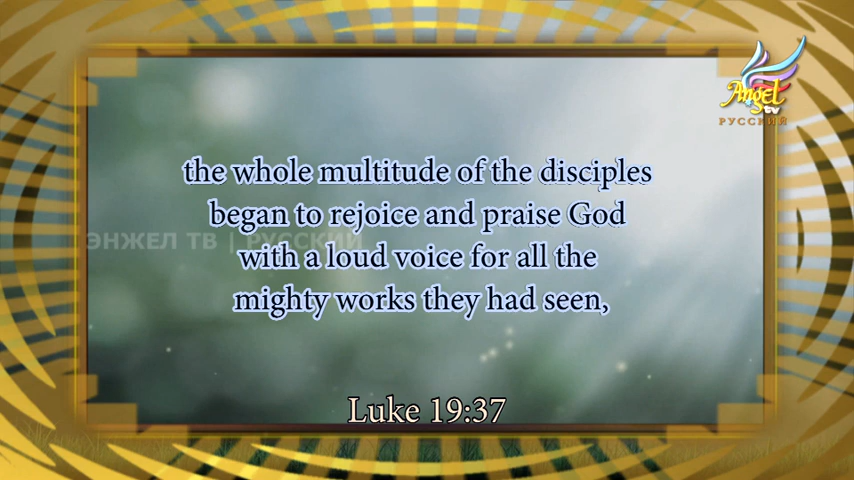 Angel
tv
РУССКИЙ
the whole multitude of the disciples
began to rejoice and praise God
ЭНЖЕЛ ТВ | РУССКИЙ
with a loud voice for all the
mighty works they had seen,
Luke 19:37